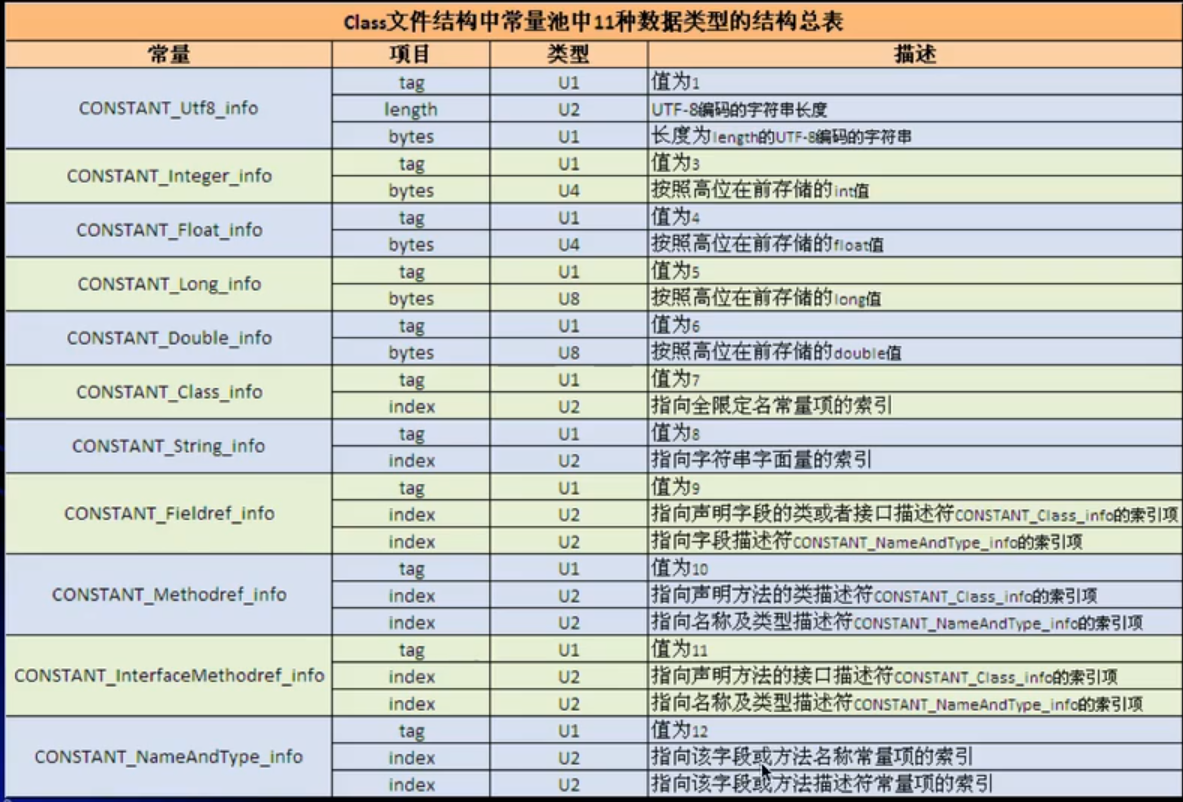 Class文件结构中常量池中11种数据类型的结构总表
常量 项目 类型 描述
CONSTANT_Utf8_info tag U1 值为1
length U2 UTF-8编码的字符串长度
bytes U1 长度为length的UTF-8编码的字符串
CONSTANT_Integer_info tag U1 值为3
bytes U4 按照高位在前存储的int值
CONSTANT_Float_info tag U1 值为4
bytes U4 按照高位在前存储的float值
CONSTANT_Long_info tag U1 值为5
bytes U8 按照高位在前存储的long值
CONSTANT_Double_info tag U1 值为6
bytes U8 按照高位在前存储的double值
CONSTANT_Class_info tag U1 值为7
index U2 指向全限定名常量项的索引
CONSTANT_String_info tag U1 值为8
index U2 指向字符串字面量的索引
CONSTANT_Fieldref_info tag U1 值为9
index U2 指向声明字段的类或者接口描述符CONSTANT_Class_info的索引项
index U2 指向字段描述符CONSTANT_NameAndType_info的索引项
CONSTANT_Methodref_info tag U1 值为10
index U2 指向声明方法的类描述符CONSTANT_Class_info的索引项
index U2 指向名称及类型描述符CONSTANT_NameAndType_info的索引项
CONSTANT_InterfaceMethodref_info tag U1 值为11
index U2 指向声明方法的接口描述符CONSTANT_Class_info的索引项
index U2 指向名称及类型描述符CONSTANT_NameAndType_info的索引项
CONSTANT_NameAndType_info tag U1 值为12
index U2 指向该字段或方法名称常量项的索引
index U2 指向该字段或方法描述符常量项的索引